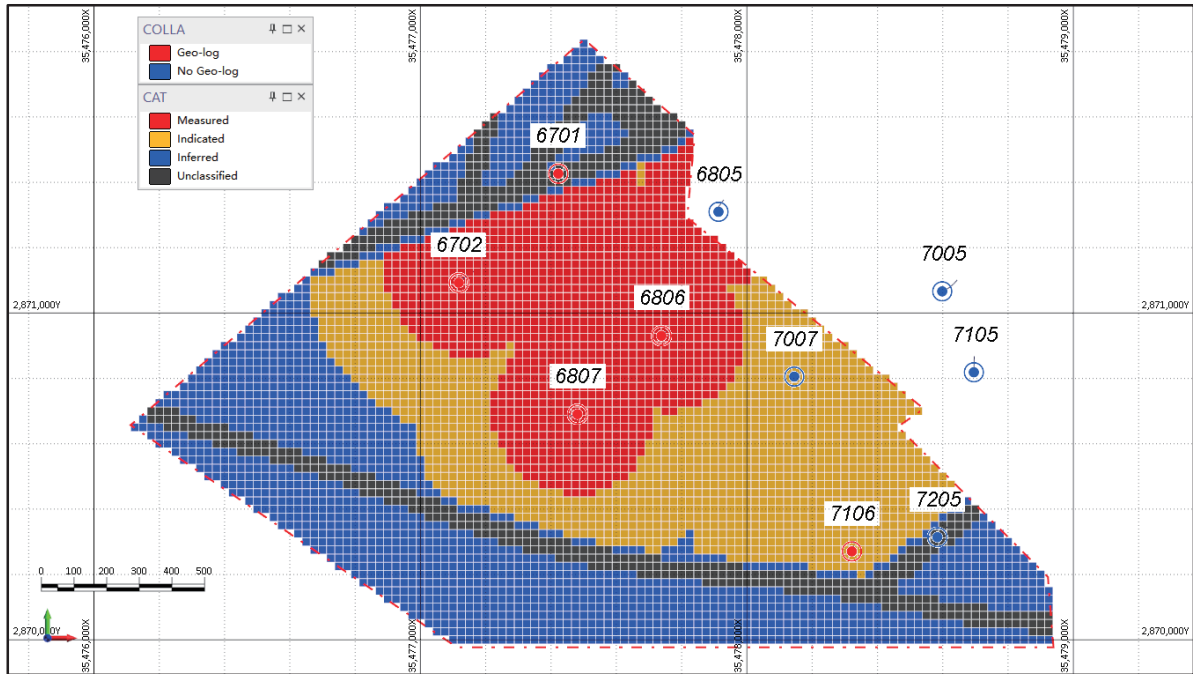 COLLA
Geo-log
No Geo-log
CAT
Measured
Indicated
Inferred
Unclassified
35,476,000X
35,477,000X
35,478,000X
35,479,000X
6701
6805
6702
7005
6806
2,871,000Y
2,871,000Y
7007
7105
6807
7205
7106
0 100 200 300 400 500
2,870,000Y
2,870,000Y
35,476,000X
35,477,000X
35,478,000X
35,479,000X